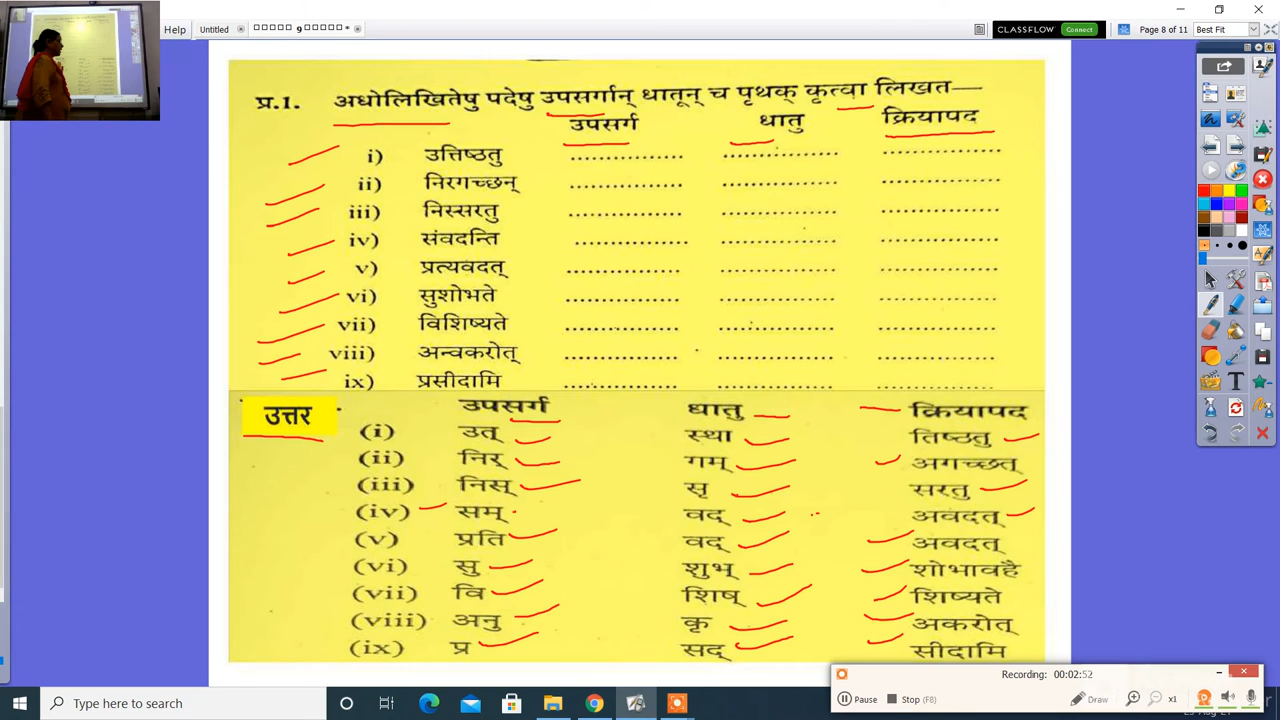 Help
Untitled
9
*
CLASSFLOW Connect
Page 8 of 11
Best Fit
प्र.1. अधोलिखितेषु पदेषु उपसर्गान् धातून् च पृथक् कृत्वा लिखत—
उपसर्ग धातु क्रियापद
i) उत्तिष्ठतु ................... ................... ...................
ii) निरगच्छन् ................... ................... ...................
iii) निस्सरतु ................... ................... ...................
iv) संवदन्ति ................... ................... ...................
v) प्रत्यवदत् ................... ................... ...................
vi) सुशोभते ................... ................... ...................
vii) विशिष्यते ................... ................... ...................
viii) अन्वकरोत् ................... ................... ...................
ix) प्रसीदामि ................... ................... ...................
उत्तर उपसर्ग धातु क्रियापद
(i) उत् स्था तिष्ठतु
(ii) निर् गम् अगच्छत्
(iii) निस् सृ सरतु
(iv) सम् वद् अवदत्
(v) प्रति वद् अवदत्
(vi) सु शुभ् शोभावहै
(vii) वि शिष् शिष्यते
(viii) अनु कृ अकरोत्
(ix) प्र सद् सीदामि
Recording: 00:02:52
Pause Stop (F8) Draw x1
Type here to search